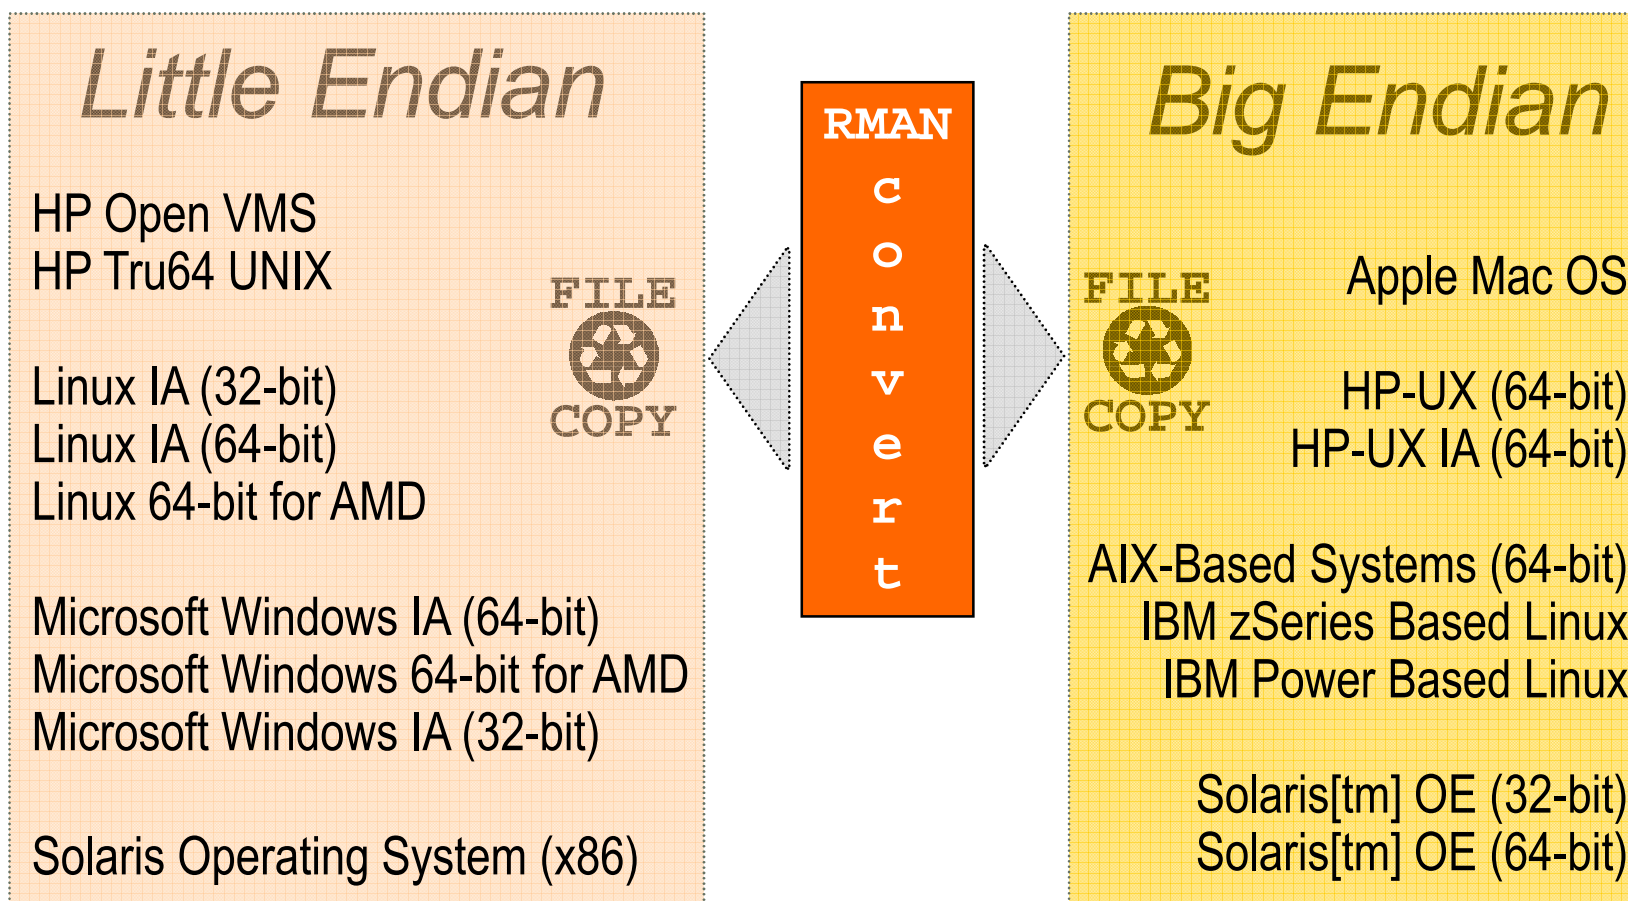 Little Endian
HP Open VMS
HP Tru64 UNIX
FILE
COPY
Linux IA (32-bit)
Linux IA (64-bit)
Linux 64-bit for AMD
Microsoft Windows IA (64-bit)
Microsoft Windows 64-bit for AMD
Microsoft Windows IA (32-bit)
Solaris Operating System (x86)
RMAN
c
o
n
v
e
r
t
Big Endian
FILE
COPY
Apple Mac OS
HP-UX (64-bit)
HP-UX IA (64-bit)
AIX-Based Systems (64-bit)
IBM zSeries Based Linux
IBM Power Based Linux
Solaris[tm] OE (32-bit)
Solaris[tm] OE (64-bit)